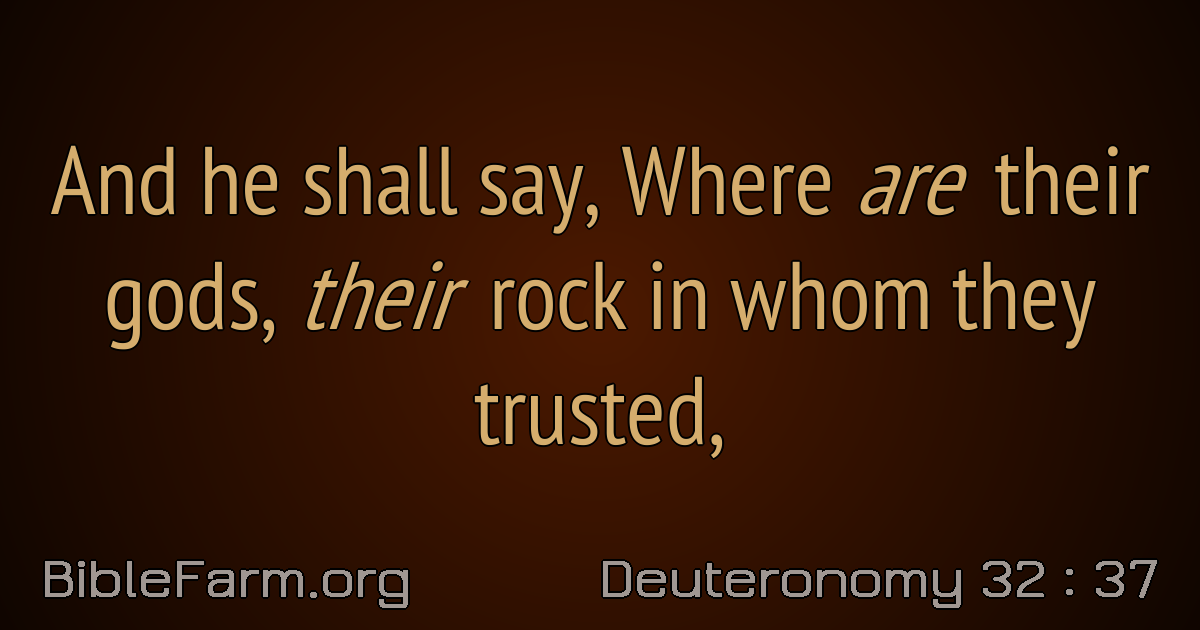 And he shall say, Where are their
gods, their rock in whom they
trusted,
BibleFarm.org
Deuteronomy 32 : 37